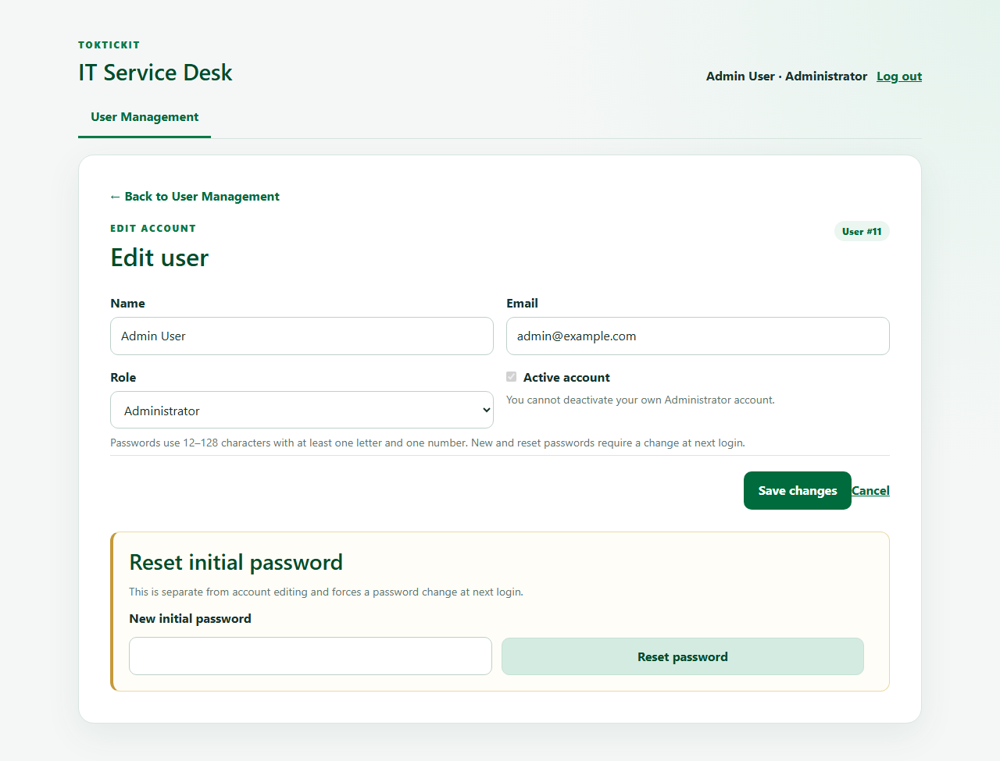 TOKTICKIT
IT Service Desk
Admin User · Administrator Log out
User Management
← Back to User Management
EDIT ACCOUNT
User #11
Edit user
Name
Email
Admin User
admin@example.com
Role
Active account
Administrator
You cannot deactivate your own Administrator account.
Passwords use 12–128 characters with at least one letter and one number. New and reset passwords require a change at next login.
Save changes
Cancel
Reset initial password
This is separate from account editing and forces a password change at next login.
New initial password
Reset password